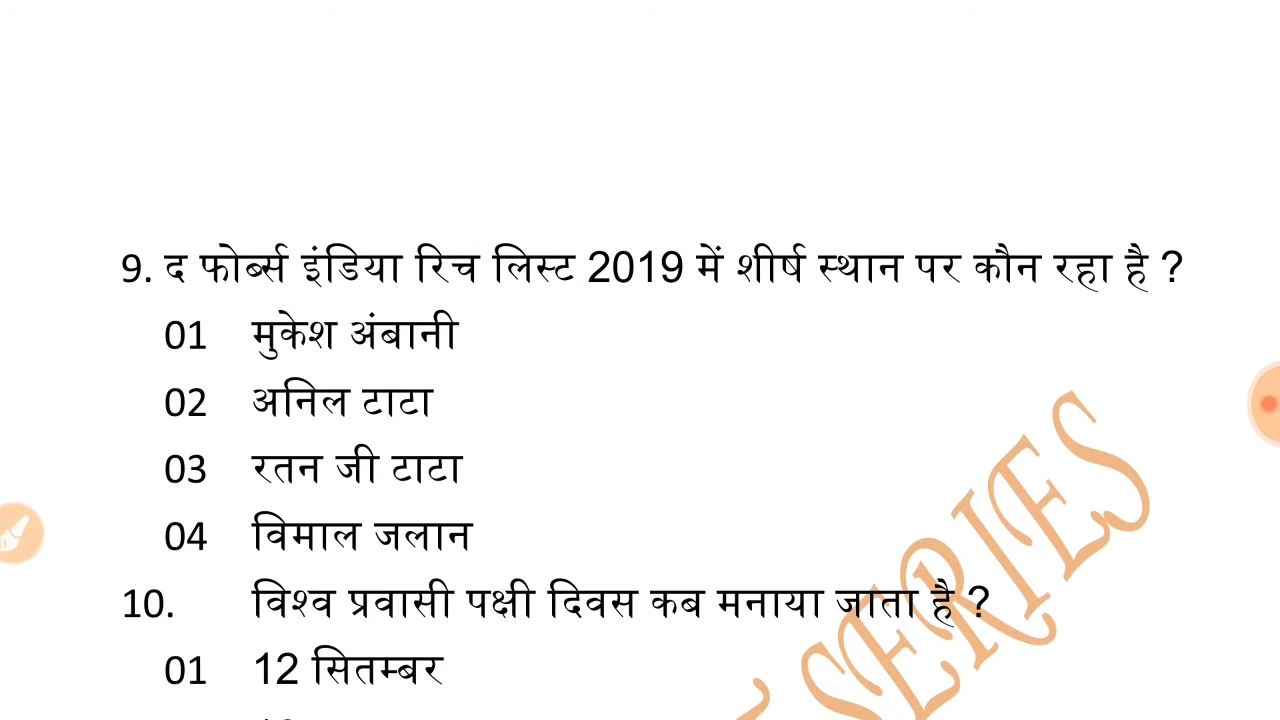 9. द फोर्ब्स इंडिया रिच लिस्ट 2019 में शीर्ष स्थान पर कौन रहा है ?
01 मुकेश अंबानी
02 अनिल टाटा
03 रतन जी टाटा
04 विमाल जलान
10. विश्व प्रवासी पक्षी दिवस कब मनाया जाता है ?
01 12 सितम्बर
SERIES